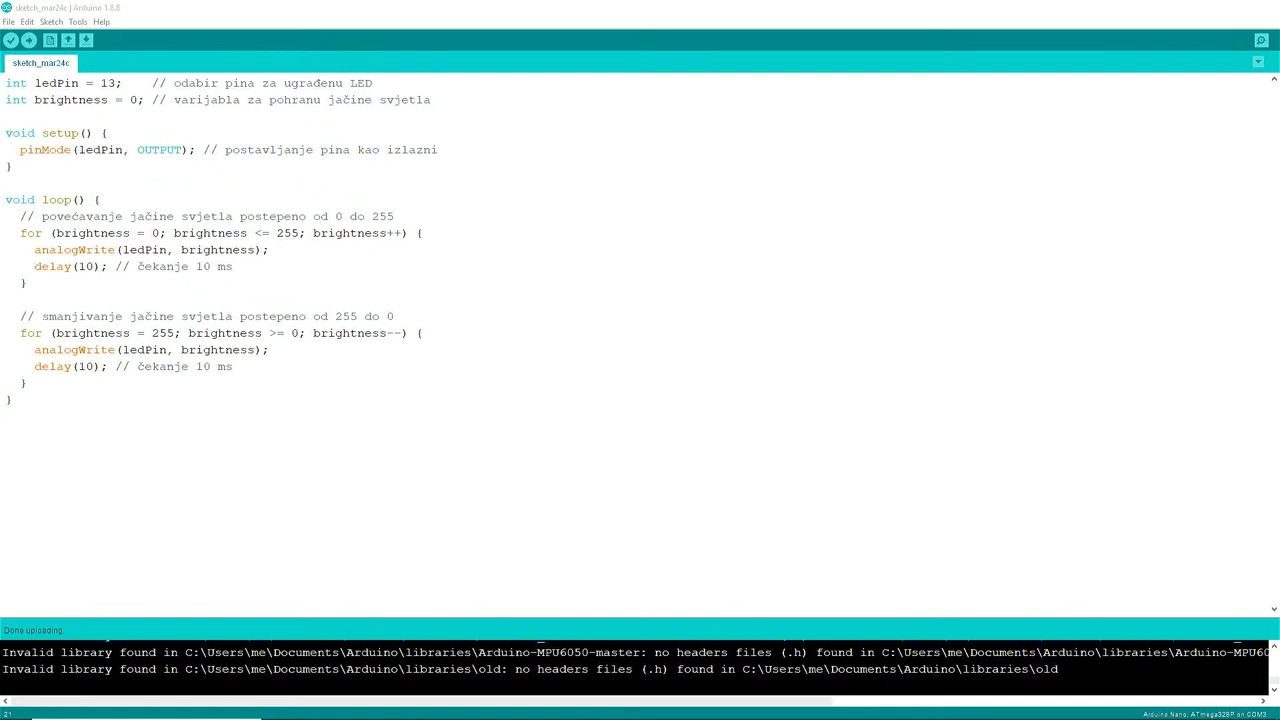 sketch_mar24c | Arduino 1.8.8
File Edit Sketch Tools Help
sketch_mar24c
int ledPin = 13;    // odabir pina za ugrađenu LED
int brightness = 0; // varijabla za pohranu jačine svjetla
void setup() {
  pinMode(ledPin, OUTPUT); // postavljanje pina kao izlazni
}
void loop() {
  // povećavanje jačine svjetla postepeno od 0 do 255
  for (brightness = 0; brightness <= 255; brightness++) {
    analogWrite(ledPin, brightness);
    delay(10); // čekanje 10 ms
  }
  // smanjivanje jačine svjetla postepeno od 255 do 0
  for (brightness = 255; brightness >= 0; brightness--) {
    analogWrite(ledPin, brightness);
    delay(10); // čekanje 10 ms
  }
}
Done uploading.
Invalid library found in C:\Users\me\Documents\Arduino\libraries\Arduino-MPU6050-master: no headers files (.h) found in C:\Users\me\Documents\Arduino\libraries\Arduino-MPU60
Invalid library found in C:\Users\me\Documents\Arduino\libraries\old: no headers files (.h) found in C:\Users\me\Documents\Arduino\libraries\old
21 Arduino Nano, ATmega328P on COM3